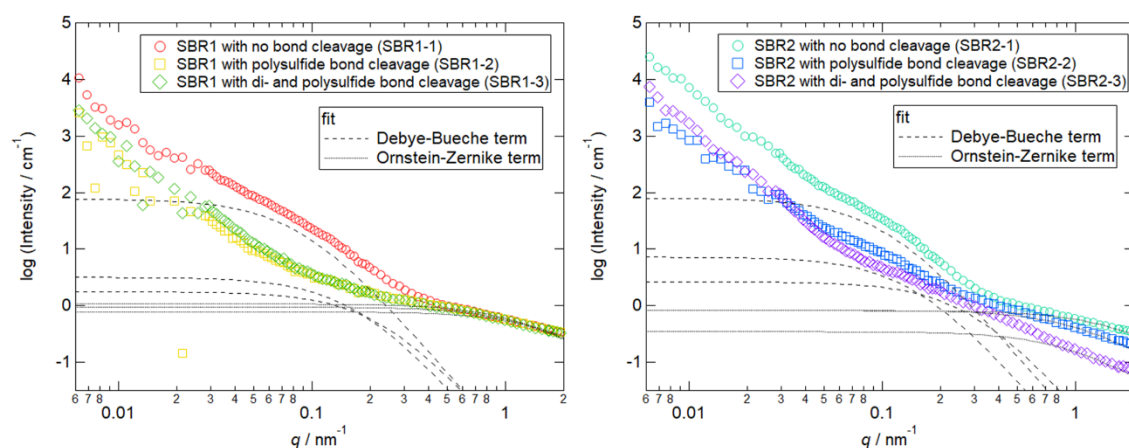 5
4
3
2
1
0
-1
log (Intensity / cm⁻¹)
SBR1 with no bond cleavage (SBR1-1)
SBR1 with polysulfide bond cleavage (SBR1-2)
SBR1 with di- and polysulfide bond cleavage (SBR1-3)
fit
Debye-Bueche term
Ornstein-Zernike term
6 7 8 2 3 4 5 6 7 8 2 3 4 5 6 7 8 2
0.01 0.1 1
q / nm⁻¹
5
4
3
2
1
0
-1
log (Intensity / cm⁻¹)
SBR2 with no bond cleavage (SBR2-1)
SBR2 with polysulfide bond cleavage (SBR2-2)
SBR2 with di- and polysulfide bond cleavage (SBR2-3)
fit
Debye-Bueche term
Ornstein-Zernike term
6 7 8 2 3 4 5 6 7 8 2 3 4 5 6 7 8
0.01 0.1 1
q / nm⁻¹